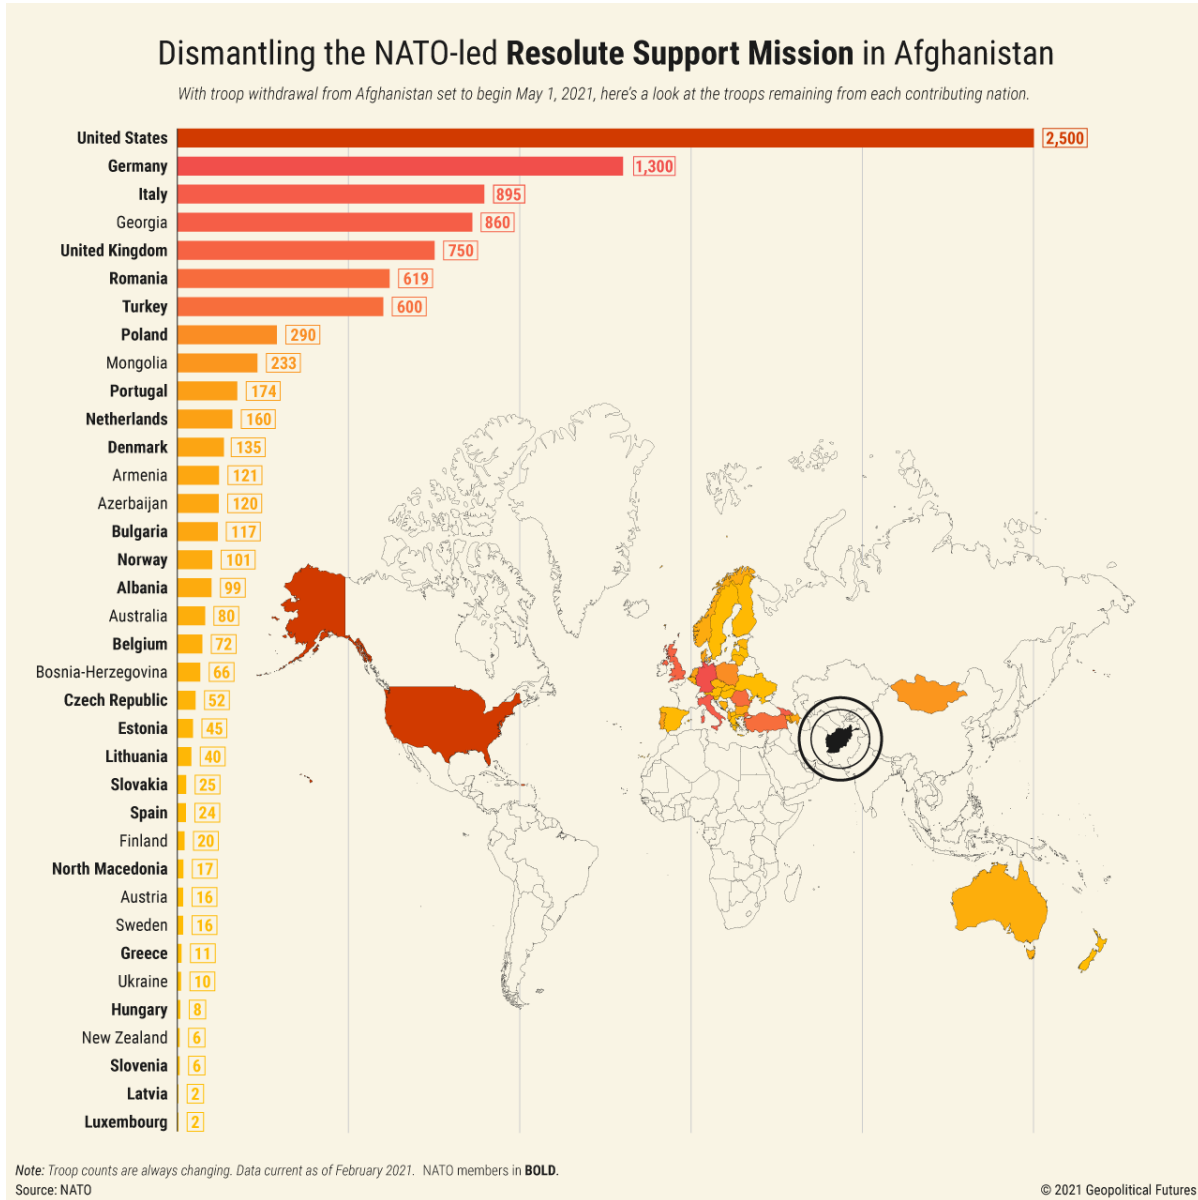 Dismantling the NATO-led Resolute Support Mission in Afghanistan
With troop withdrawal from Afghanistan set to begin May 1, 2021, here's a look at the troops remaining from each contributing nation.
United States 2,500
Germany 1,300
Italy 895
Georgia 860
United Kingdom 750
Romania 619
Turkey 600
Poland 290
Mongolia 233
Portugal 174
Netherlands 160
Denmark 135
Armenia 121
Azerbaijan 120
Bulgaria 117
Norway 101
Albania 99
Australia 80
Belgium 72
Bosnia-Herzegovina 66
Czech Republic 52
Estonia 45
Lithuania 40
Slovakia 25
Spain 24
Finland 20
North Macedonia 17
Austria 16
Sweden 16
Greece 11
Ukraine 10
Hungary 8
New Zealand 6
Slovenia 6
Latvia 2
Luxembourg 2
Note: Troop counts are always changing. Data current as of February 2021. NATO members in BOLD.
Source: NATO
© 2021 Geopolitical Futures